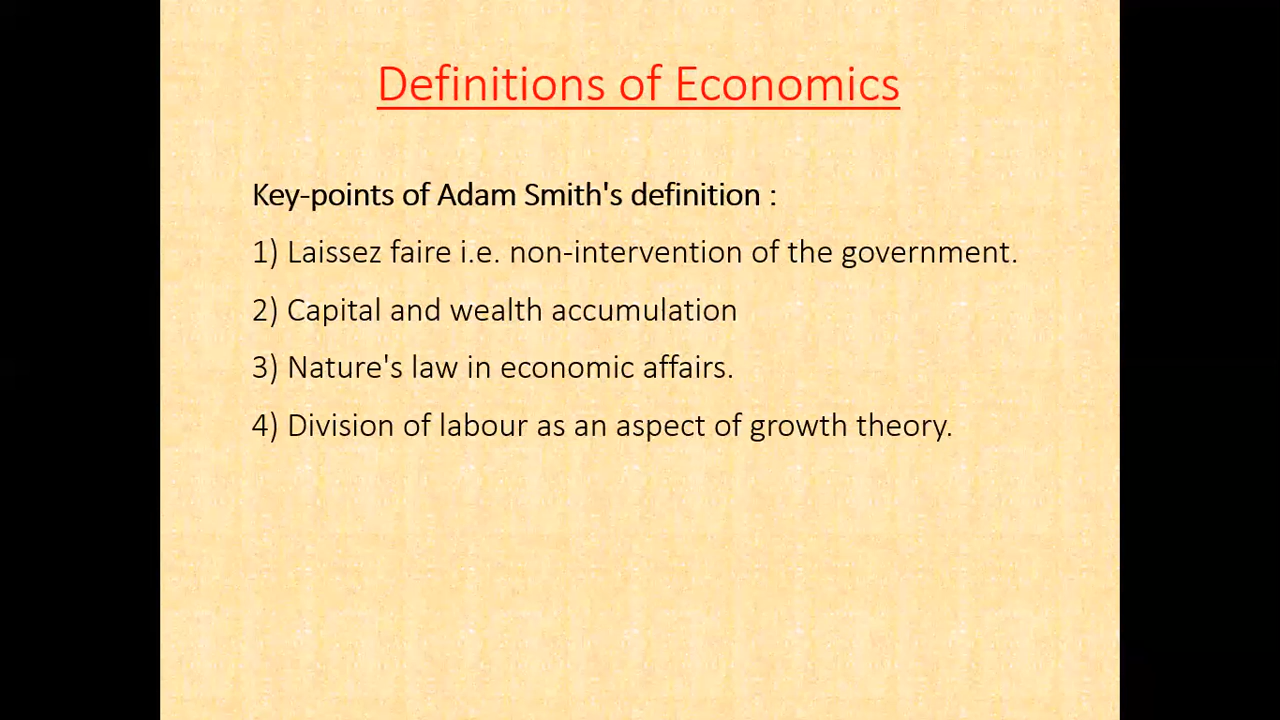 Definitions of Economics
Key-points of Adam Smith's definition :
1) Laissez faire i.e. non-intervention of the government.
2) Capital and wealth accumulation
3) Nature's law in economic affairs.
4) Division of labour as an aspect of growth theory.